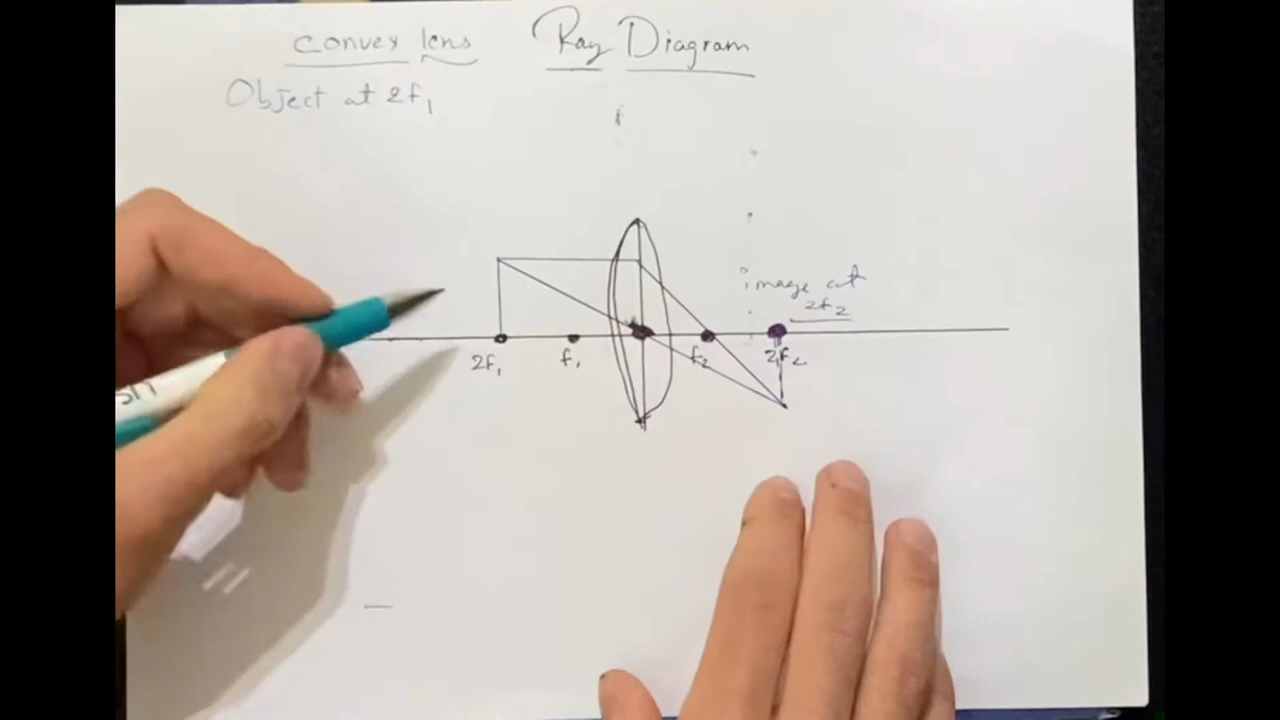 convex lens Ray Diagram
Object at 2f₁
image at
2f₂
2f₁ f₁ f₂ 2f₂